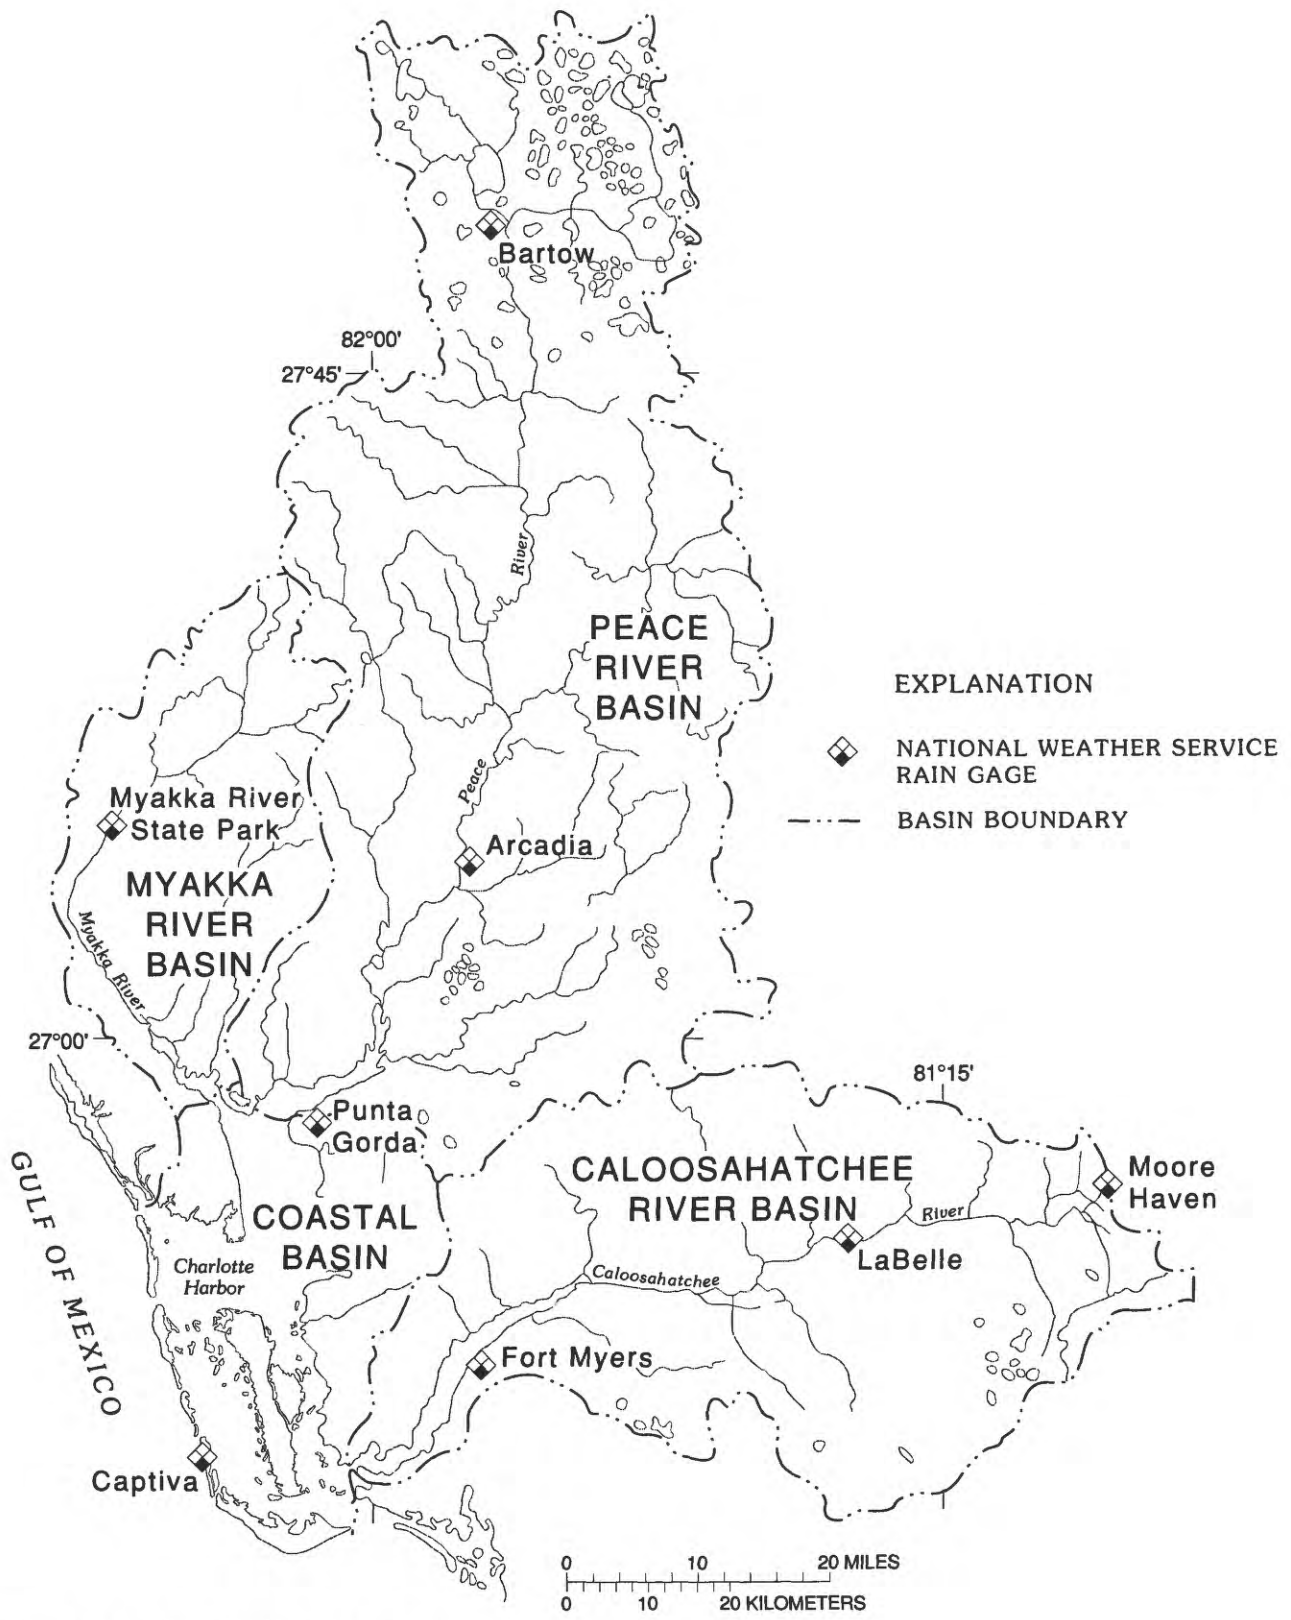 Bartow
82°00'
27°45'
River
PEACE
RIVER
BASIN
EXPLANATION
NATIONAL WEATHER SERVICE
RAIN GAGE
BASIN BOUNDARY
Peace
Myakka River
State Park
Arcadia
MYAKKA
RIVER
BASIN
Myakka River
27°00'
81°15'
Punta
Gorda
CALOOSAHATCHEE
RIVER BASIN
Moore
Haven
River
LaBelle
GULF OF MEXICO
COASTAL
BASIN
Charlotte
Harbor
Caloosahatchee
Fort Myers
Captiva
0 10 20 MILES
0 10 20 KILOMETERS